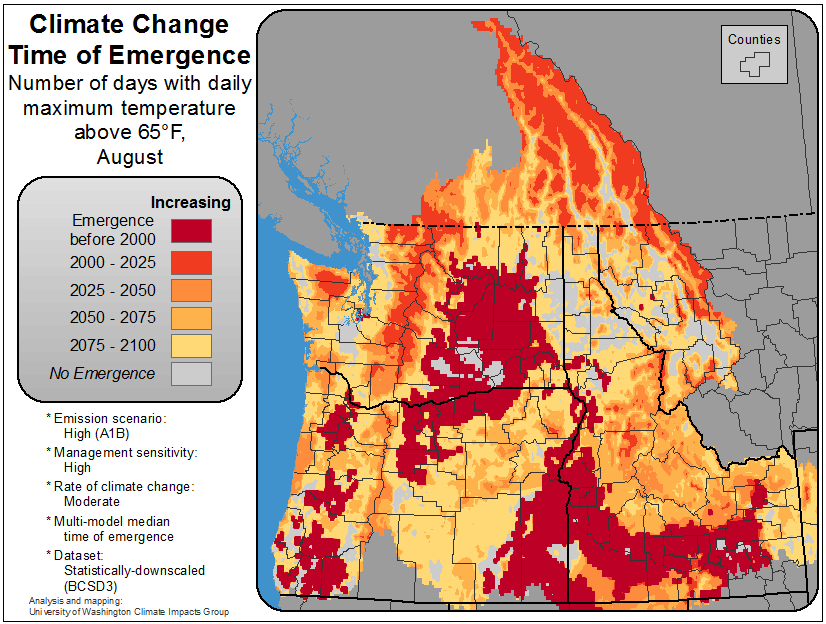 Climate Change
Time of Emergence
Number of days with daily
maximum temperature
above 65°F,
August
Counties
Increasing
Emergence
before 2000
2000 - 2025
2025 - 2050
2050 - 2075
2075 - 2100
No Emergence
* Emission scenario:
High (A1B)
* Management sensitivity:
High
* Rate of climate change:
Moderate
* Multi-model median
time of emergence
* Dataset:
Statistically-downscaled
(BCSD3)
Analysis and mapping:
University of Washington Climate Impacts Group